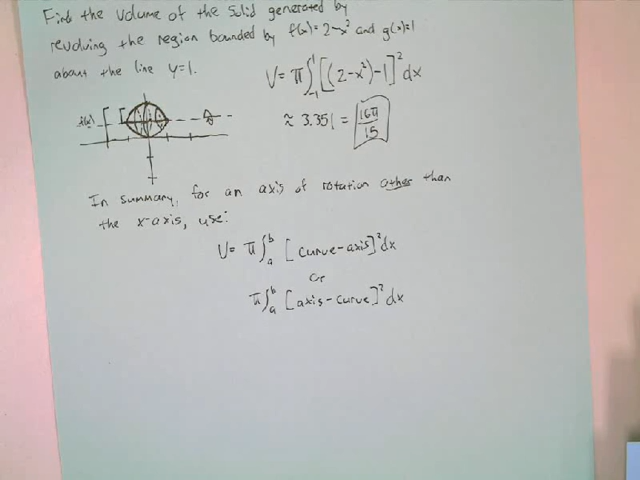 Find the volume of the solid generated by
revolving the region bounded by f(x)=2-x² and g(x)=1
about the line y=1.
V = π∫₋₁¹ [(2-x²)-1]² dx
≈ 3.351 = 16π/15
In summary, for an axis of rotation other than
the x-axis, use:
V = π∫ₐᵇ [curve-axis]² dx
or
π∫ₐᵇ [axis-curve]² dx